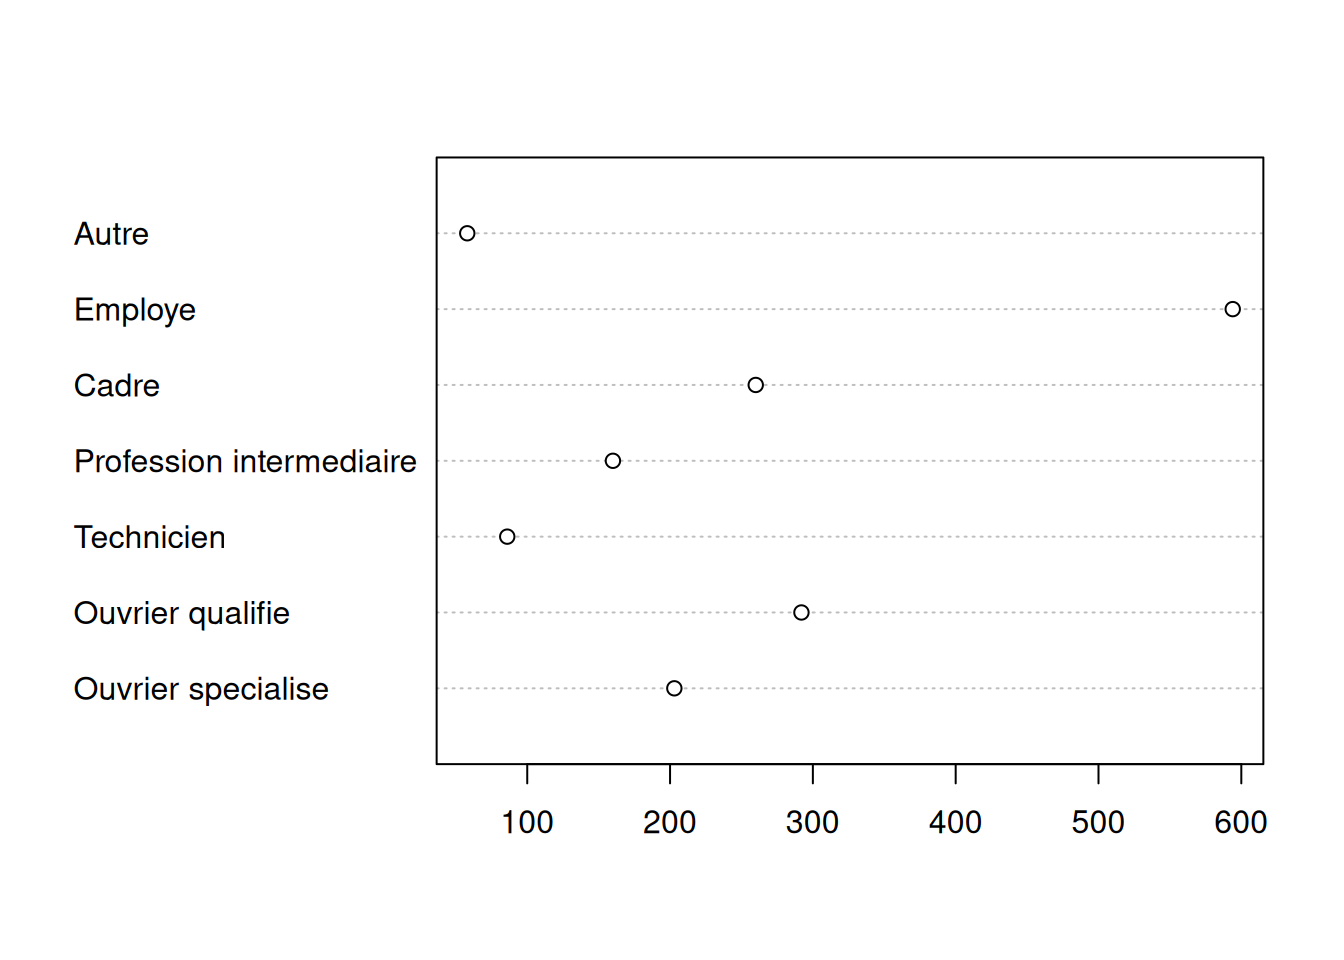 Autre
Employe
Cadre
Profession intermediaire
Technicien
Ouvrier qualifie
Ouvrier specialise
100 200 300 400 500 600